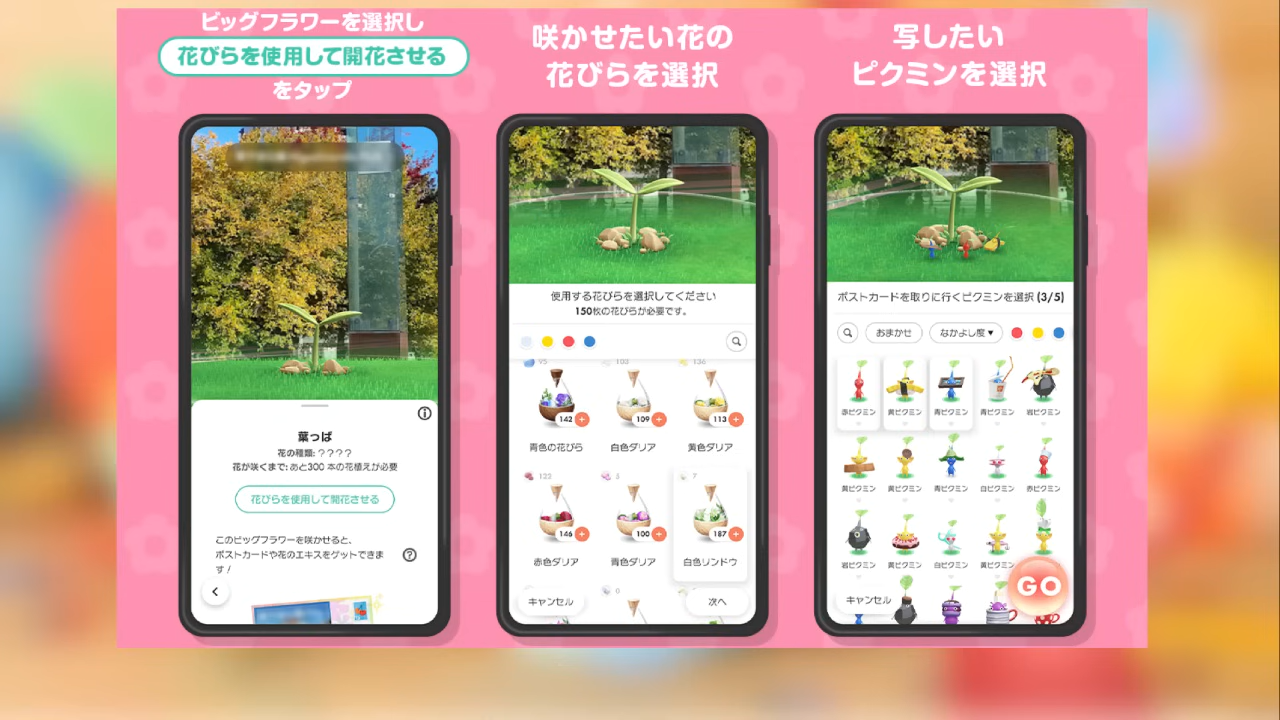 ビッグフラワーを選択し
花びらを使用して開花させる
をタップ
葉っぱ
花の種類: ？？？？
花が咲くまで: あと300 本の花植えが必要
花びらを使用して開花させる
このビッグフラワーを咲かせると、
ポストカードや花のエキスをゲットできま
す！
咲かせたい花の
花びらを選択
使用する花びらを選択してください
150枚の花びらが必要です。
95 103 136
142 + 109 + 113 +
青色の花びら 白色ダリア 黄色ダリア
123 5 7
146 + 100 + 187 +
赤色ダリア 青色ダリア 白色リンドウ
0
キャンセル 次へ
写したい
ピクミンを選択
ポストカードを取りに行くピクミンを選択 (3/5)
おまかせ なかよし度▼
赤ピクミン 黄ピクミン 青ピクミン 青ピクミン 岩ピクミン
黄ピクミン 黄ピクミン 青ピクミン 白ピクミン 赤ピクミン
岩ピクミン 黄ピクミン 白ピクミン 黄ピクミン
キャンセル
GO